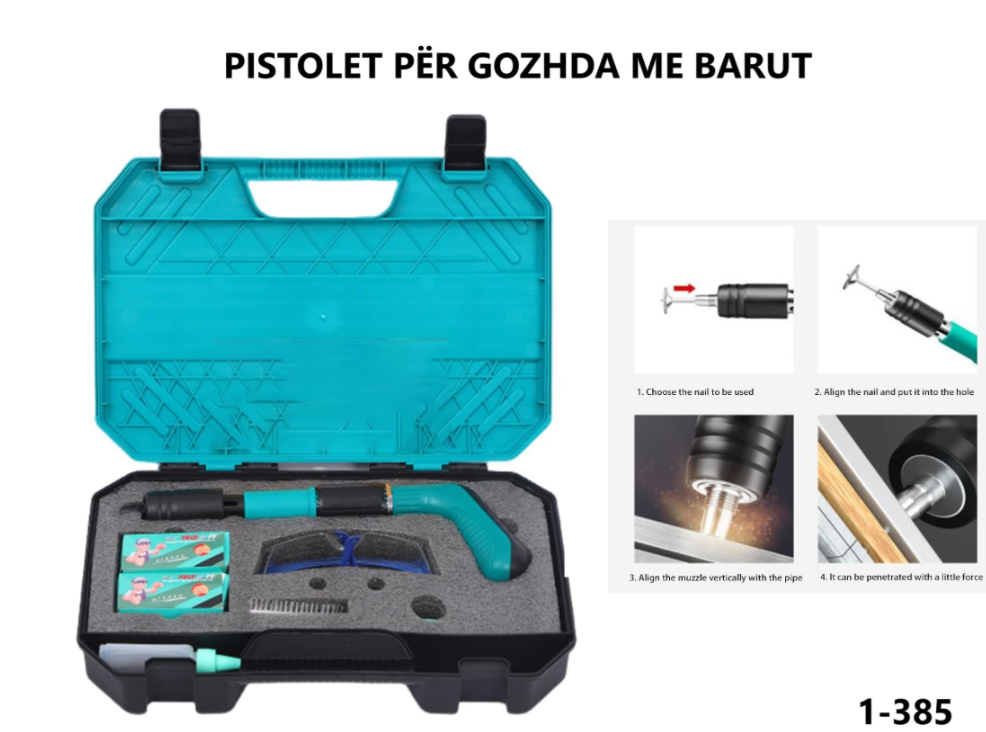 PISTOLET PËR GOZHDA ME BARUT
1. Choose the nail to be used
2. Align the nail and put it into the hole
3. Align the muzzle vertically with the pipe
4. It can be penetrated with a little force
1-385